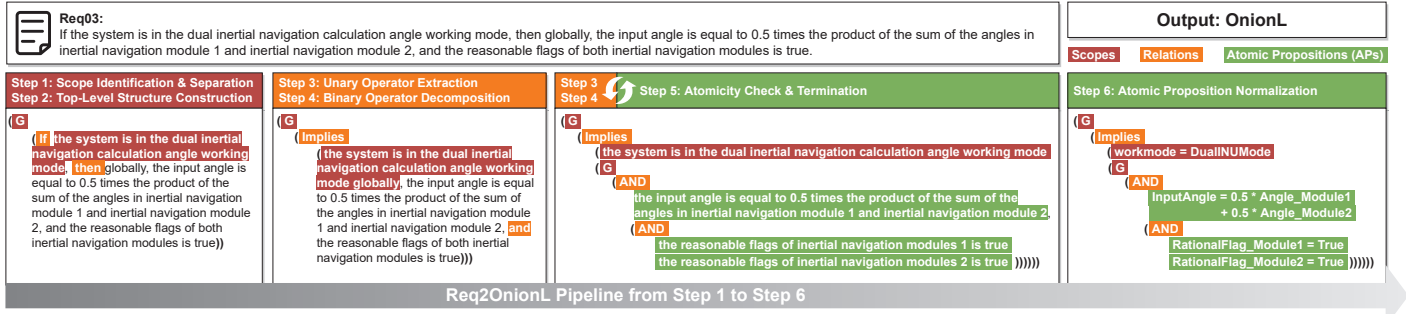 Req03:
If the system is in the dual inertial navigation calculation angle working mode, then globally, the input angle is equal to 0.5 times the product of the sum of the angles in
inertial navigation module 1 and inertial navigation module 2, and the reasonable flags of both inertial navigation modules is true.
Output: OnionL
Scopes Relations Atomic Propositions (APs)
Step 1: Scope Identification & Separation
Step 2: Top-Level Structure Construction
( G
( If the system is in the dual inertial
navigation calculation angle working
mode, then globally, the input angle is
equal to 0.5 times the product of the
sum of the angles in inertial navigation
module 1 and inertial navigation module
2, and the reasonable flags of both
inertial navigation modules is true))
Step 3: Unary Operator Extraction
Step 4: Binary Operator Decomposition
( G
( Implies
( the system is in the dual inertial
navigation calculation angle working
mode globally, the input angle is equal
to 0.5 times the product of the sum of
the angles in inertial navigation module
1 and inertial navigation module 2, and
the reasonable flags of both inertial
navigation modules is true)))
Step 3
Step 4
Step 5: Atomicity Check & Termination
( G
( Implies
( the system is in the dual inertial navigation calculation angle working mode
( G
( AND
the input angle is equal to 0.5 times the product of the sum of the
angles in inertial navigation module 1 and inertial navigation module 2,
( AND
the reasonable flags of inertial navigation modules 1 is true
the reasonable flags of inertial navigation modules 2 is true ))))))
Step 6: Atomic Proposition Normalization
( G
( Implies
( workmode = DualINUMode
( G
( AND
InputAngle = 0.5 * Angle_Module1
+ 0.5 * Angle_Module2
( AND
RationalFlag_Module1 = True
RationalFlag_Module2 = True ))))))
Req2OnionL Pipeline from Step 1 to Step 6